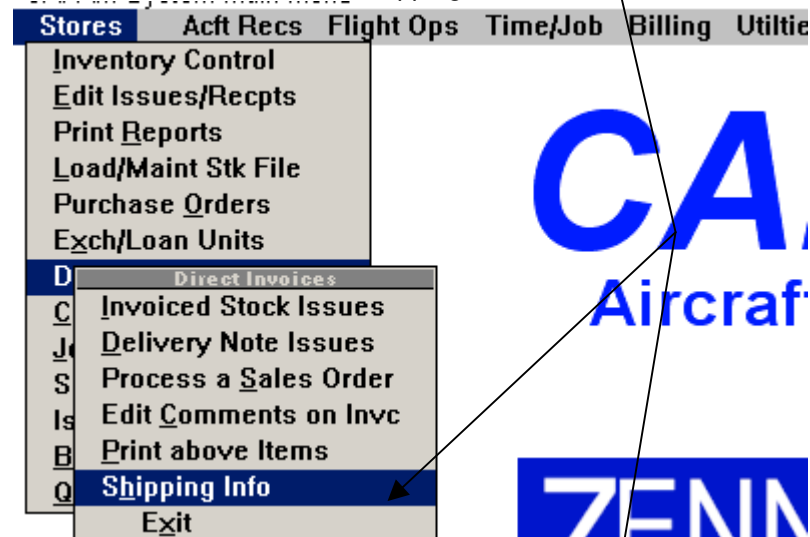 Stores Acft Recs Flight Ops Time/Job Billing
Inventory Control
Edit Issues/Recpts
Print Reports
Load/Maint Stk File
Purchase Orders
Exch/Loan Units
Direct Invoices
Invoiced Stock Issues
Delivery Note Issues
Process a Sales Order
Edit Comments on Invc
Print above Items
Shipping Info
Exit
Aircraft